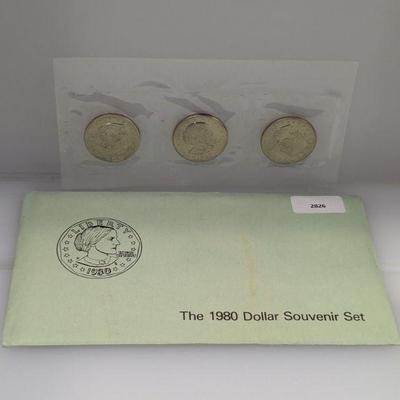 2826
LIBERTY
1980
The 1980 Dollar Souvenir Set